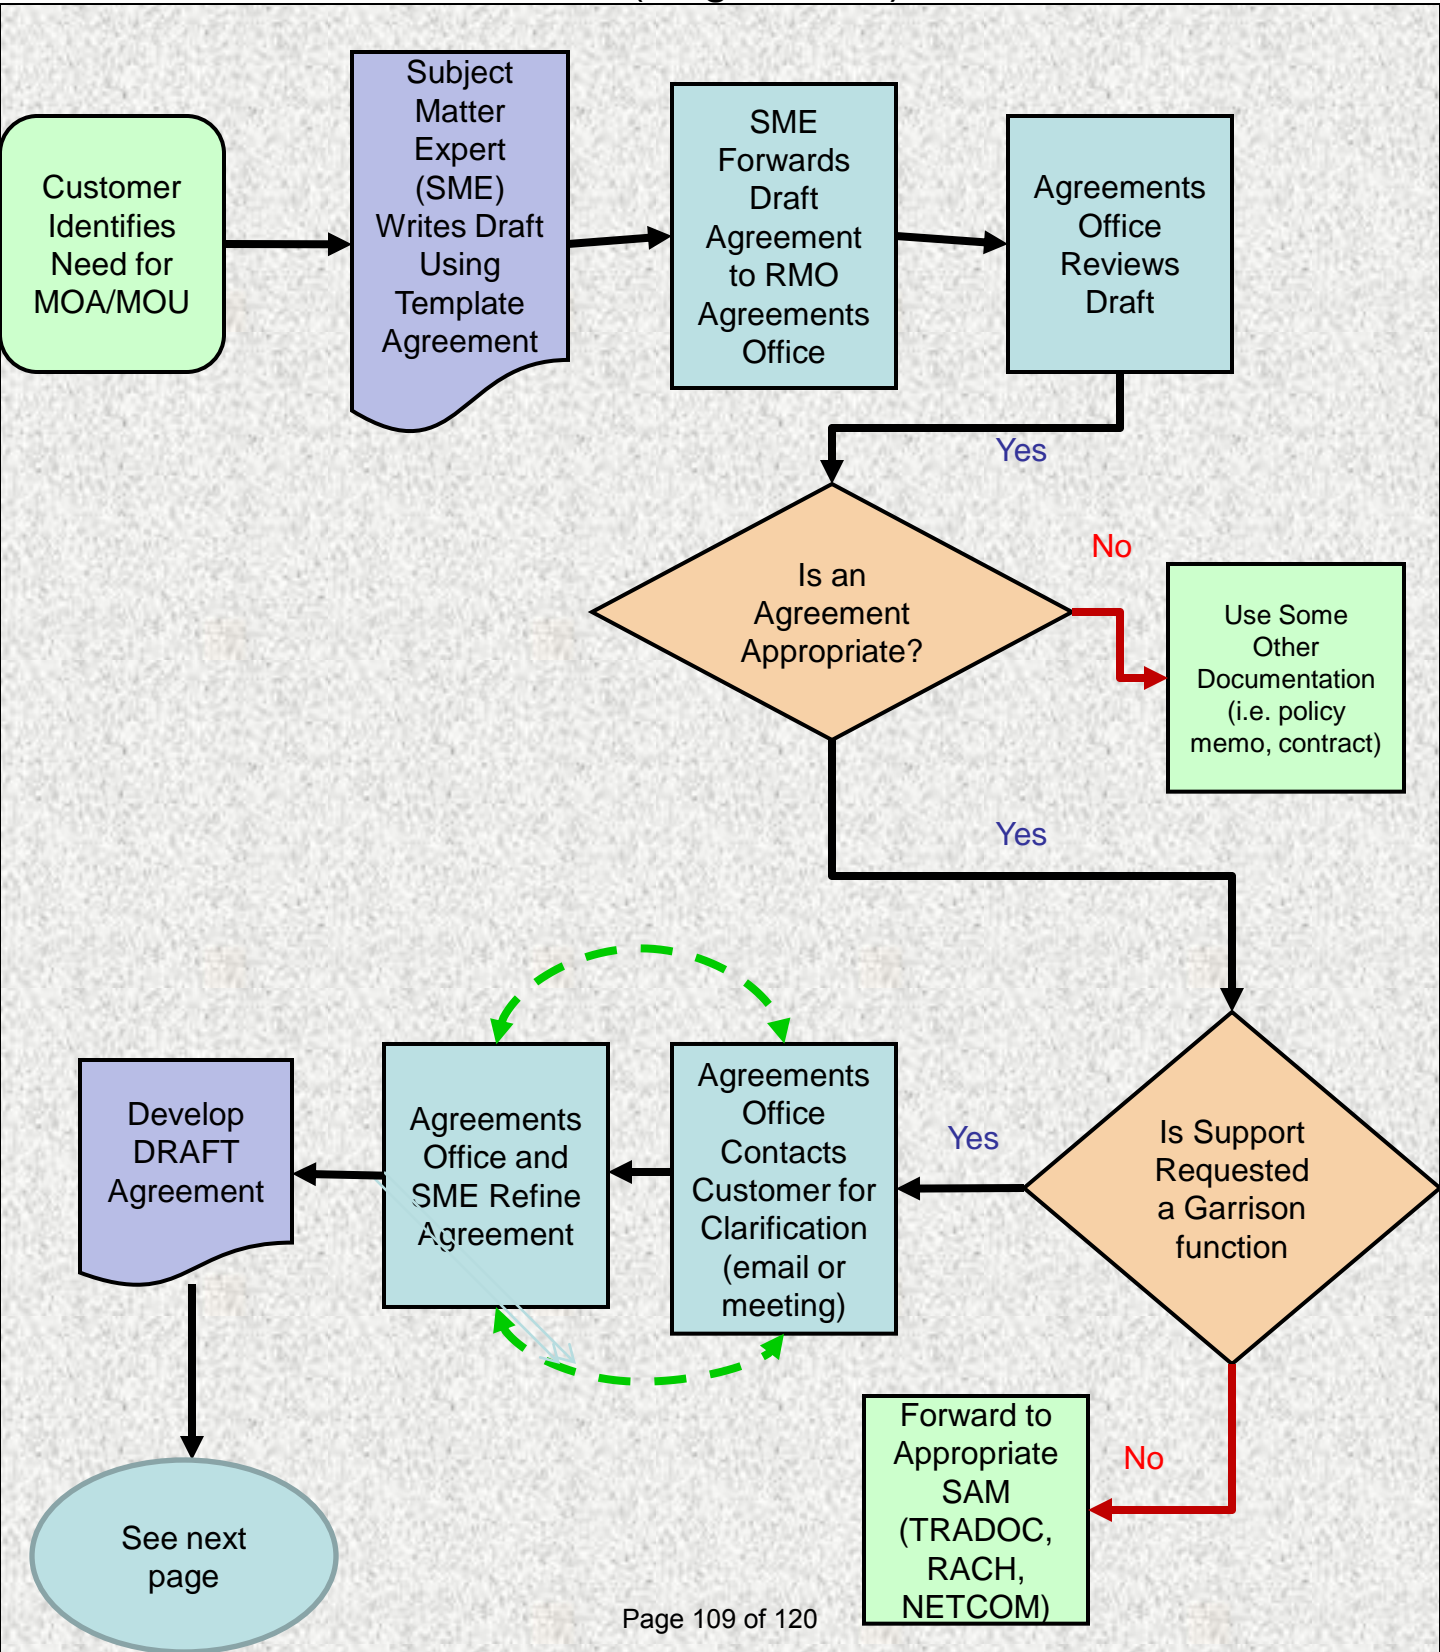 Customer
Identifies
Need for
MOA/MOU
Subject
Matter
Expert
(SME)
Writes Draft
Using
Template
Agreement
SME
Forwards
Draft
Agreement
to RMO
Agreements
Office
Agreements
Office
Reviews
Draft
Yes
Is an
Agreement
Appropriate?
No
Use Some
Other
Documentation
(i.e. policy
memo, contract)
Yes
Is Support
Requested
a Garrison
function
Yes
Agreements
Office
Contacts
Customer for
Clarification
(email or
meeting)
Agreements
Office and
SME Refine
Agreement
Develop
DRAFT
Agreement
No
Forward to
Appropriate
SAM
(TRADOC,
RACH,
NETCOM)
See next
page
Page 109 of 120